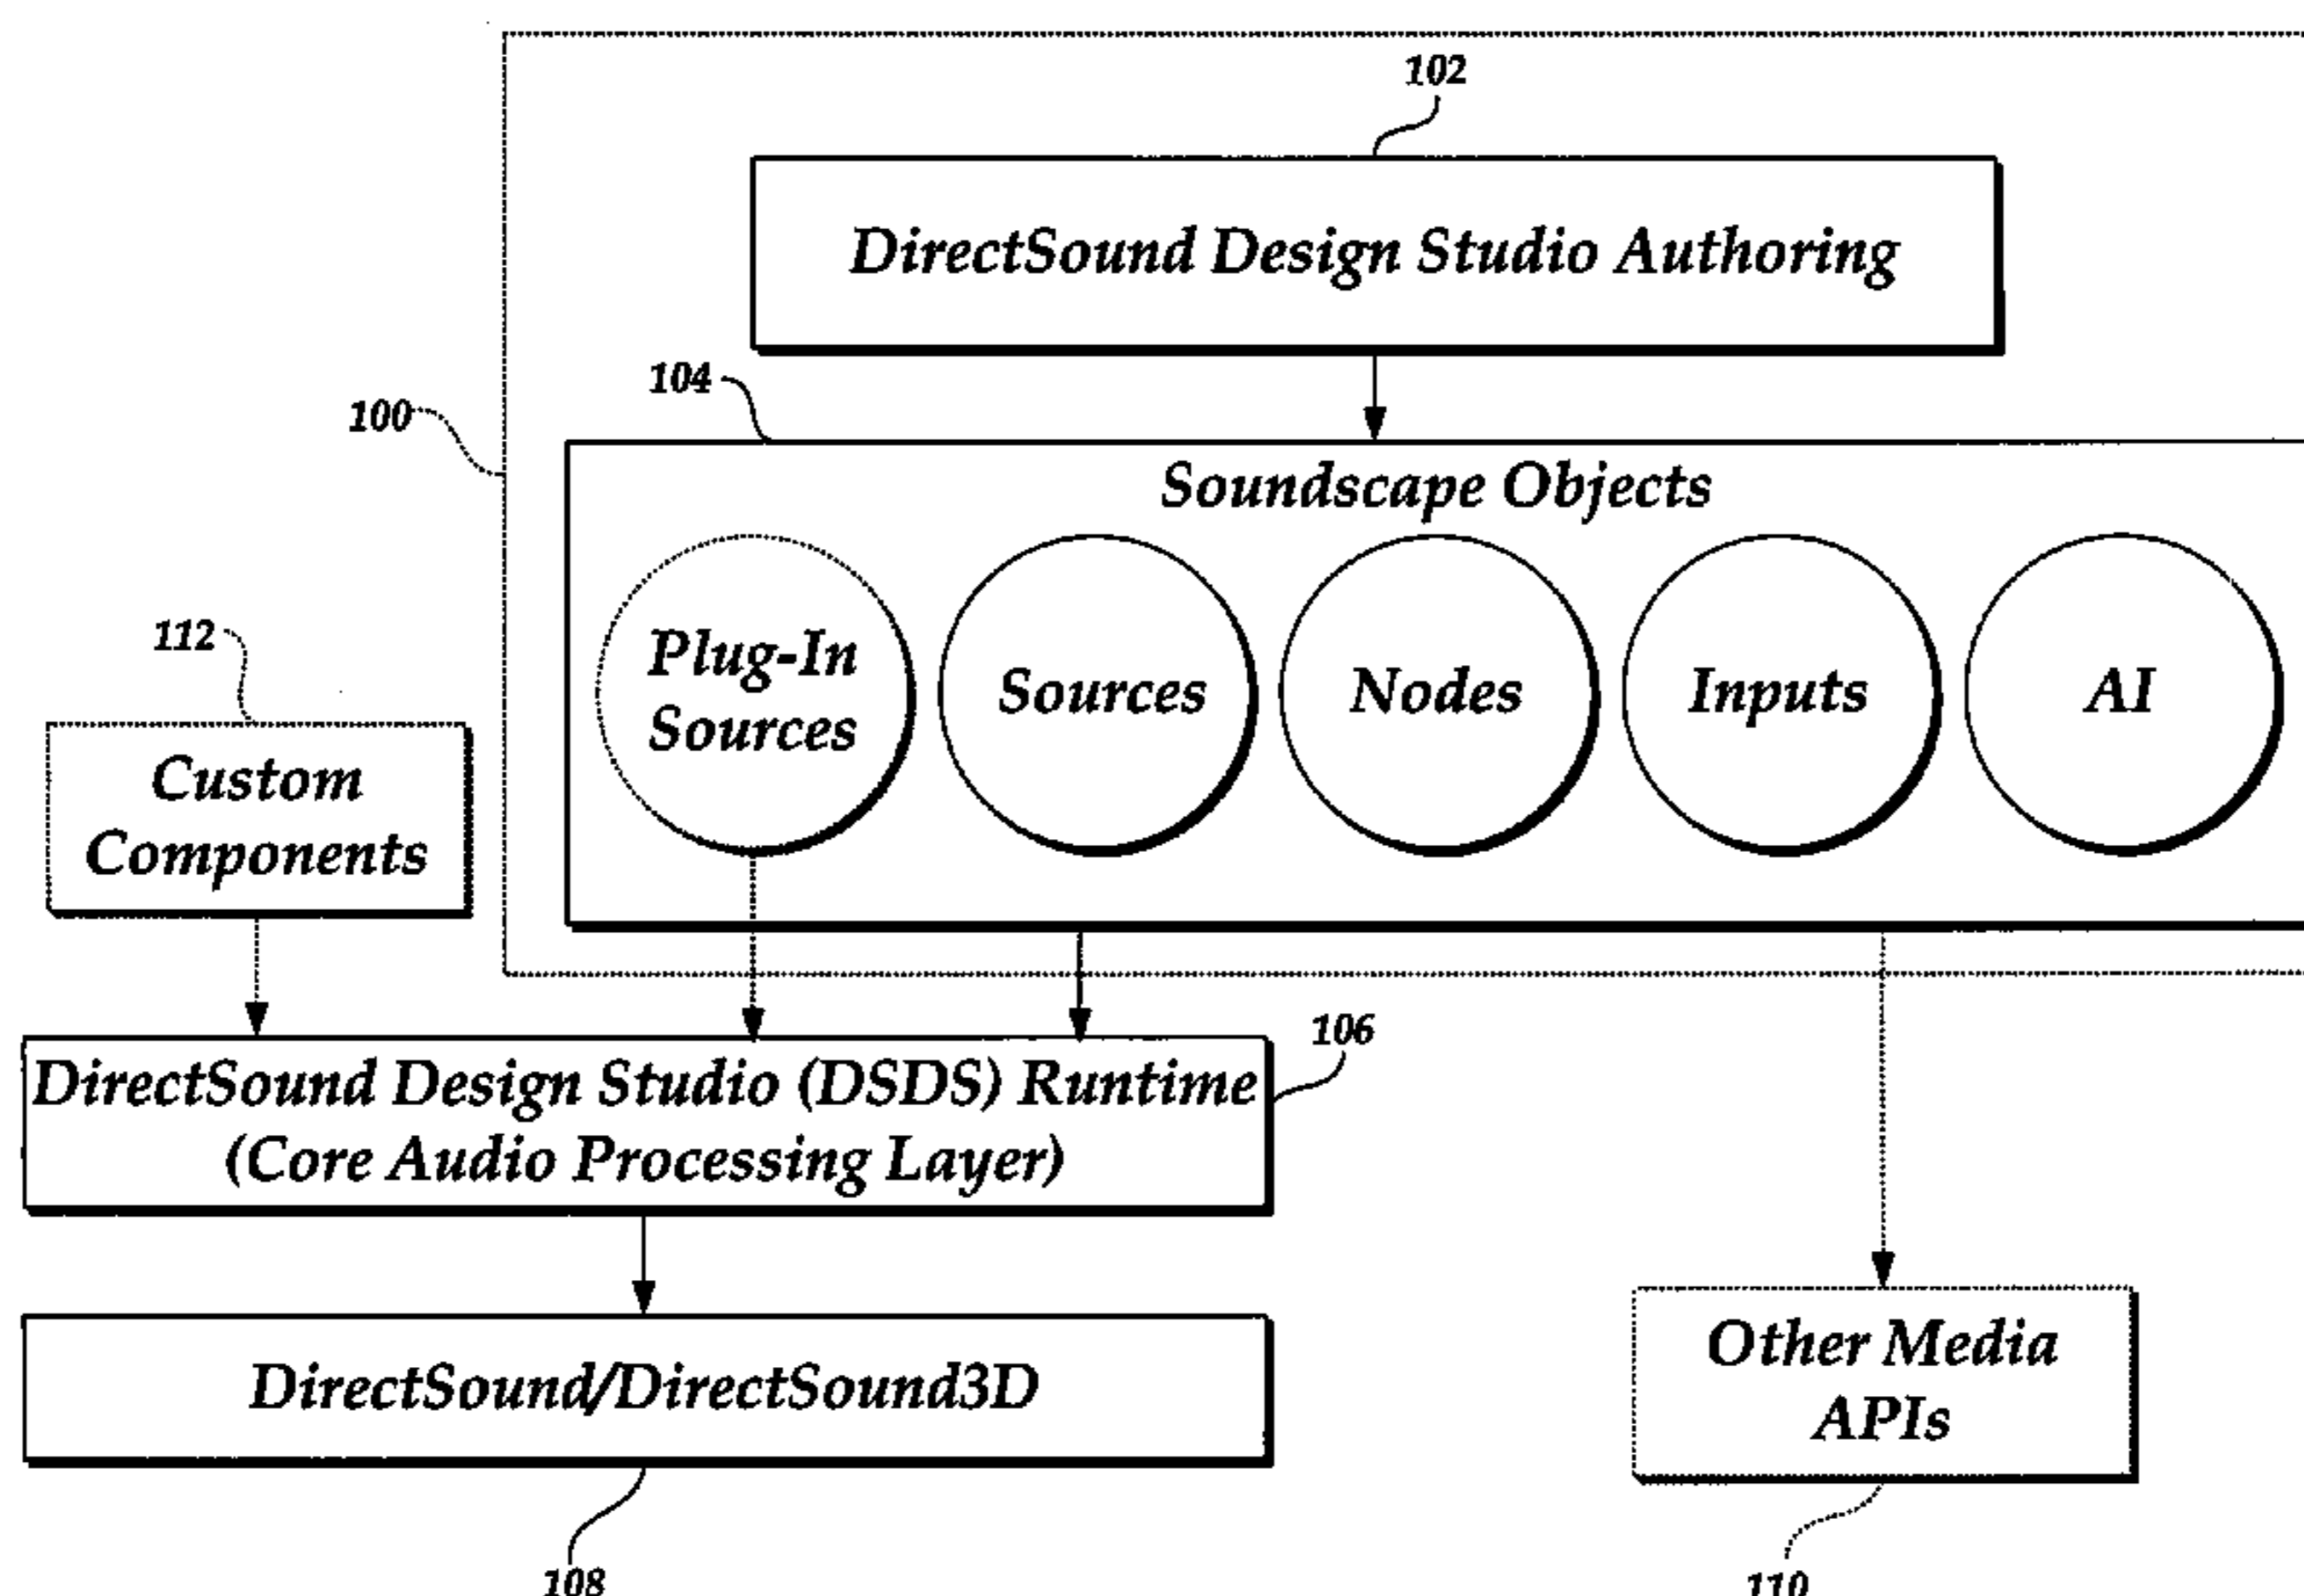 102
DirectSound Design Studio Authoring
104
100
Soundscape Objects
Plug-In
Sources
Sources
Nodes
Inputs
AI
112
Custom
Components
106
DirectSound Design Studio (DSDS) Runtime
(Core Audio Processing Layer)
DirectSound/DirectSound3D
Other Media
APIs
108
110